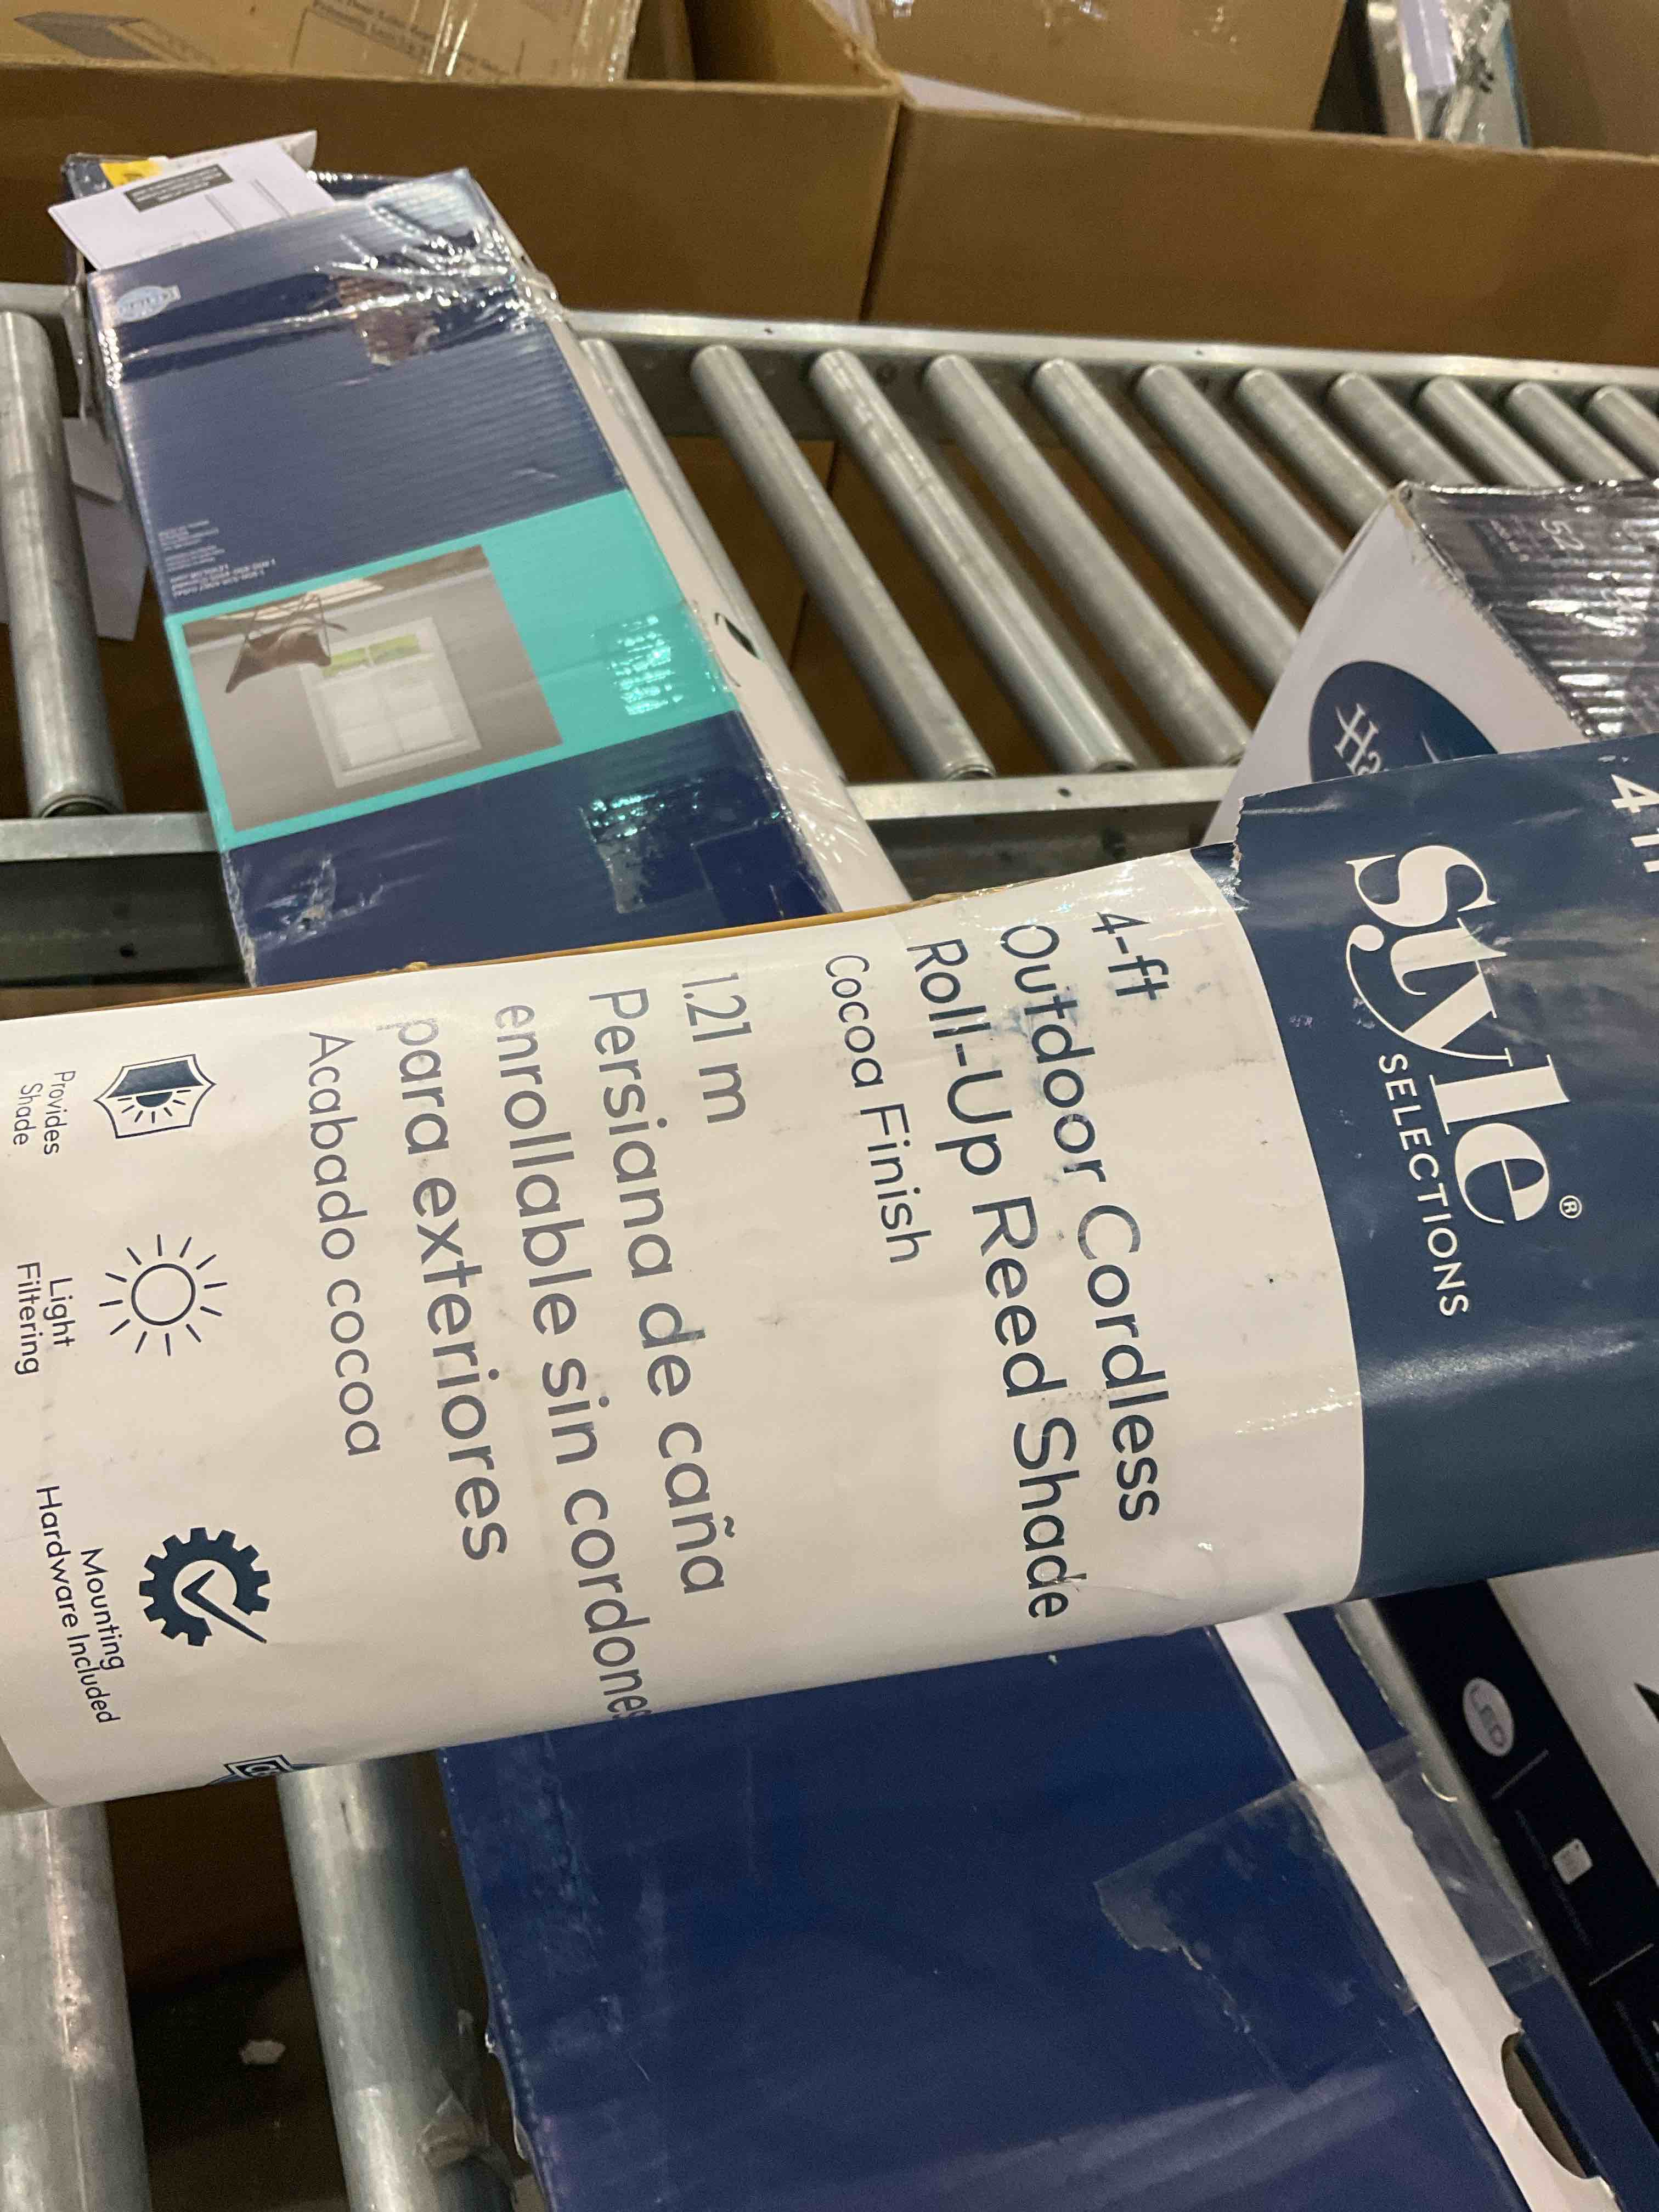 style®
SELECTIONS
4-ft
Outdoor Cordless
Roll-Up Reed Shade
Cocoa Finish
1.21 m
Persiana de caña
enrollable sin cordones
para exteriores
Acabado cocoa
Provides
Shade
Light
Filtering
Mounting
Hardware Included
LED